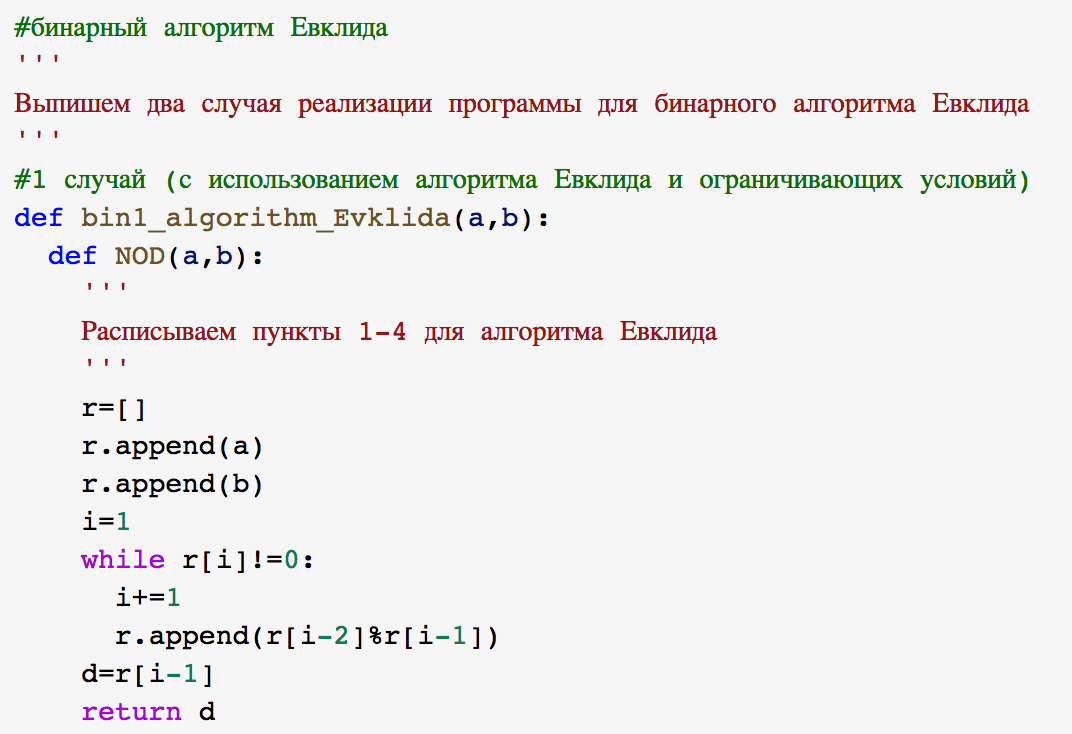 #бинарный алгоритм Евклида
'''
Выпишем два случая реализации программы для бинарного алгоритма Евклида
'''
#1 случай (с использованием алгоритма Евклида и ограничивающих условий)
def bin1_algorithm_Evklida(a,b):
  def NOD(a,b):
    '''
    Расписываем пункты 1-4 для алгоритма Евклида
    '''
    r=[]
    r.append(a)
    r.append(b)
    i=1
    while r[i]!=0:
      i+=1
      r.append(r[i-2]%r[i-1])
    d=r[i-1]
    return d